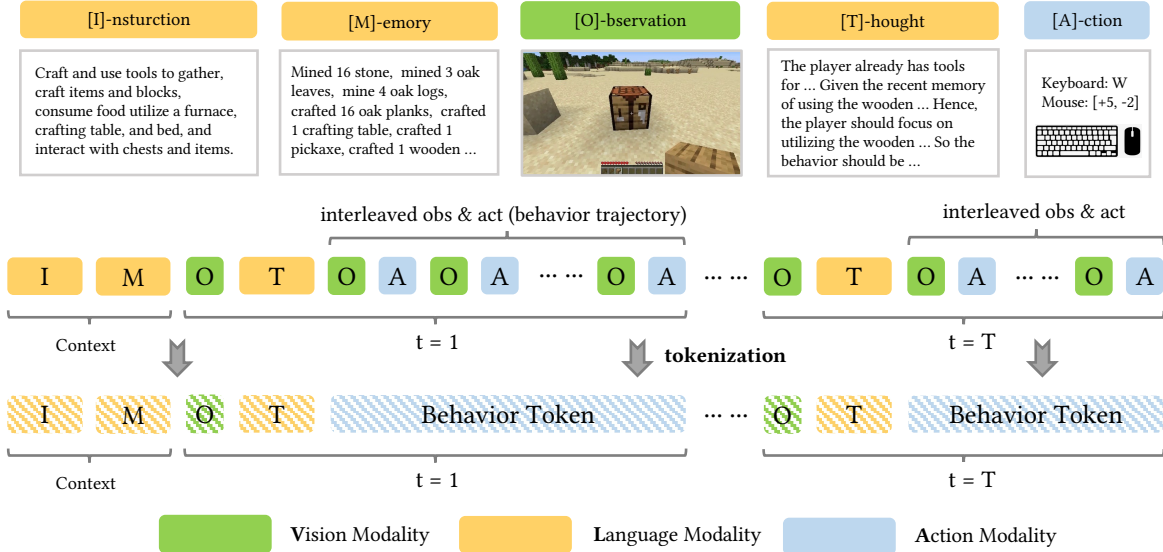 [I]-nsturction
[M]-emory
[O]-bservation
[T]-hought
[A]-ction
Craft and use tools to gather,
craft items and blocks,
consume food utilize a furnace,
crafting table, and bed, and
interact with chests and items.
Mined 16 stone, mined 3 oak
leaves, mine 4 oak logs,
crafted 16 oak planks, crafted
1 crafting table, crafted 1
pickaxe, crafted 1 wooden ...
The player already has tools
for ... Given the recent memory
of using the wooden ... Hence,
the player should focus on
utilizing the wooden ... So the
behavior should be ...
Keyboard: W
Mouse: [+5, -2]
interleaved obs & act (behavior trajectory)
interleaved obs & act
I M O T O A O A ... ... O A ... ... O T O A ... ... O A
Context
t = 1
t = T
tokenization
I M O T Behavior Token ... ... O T Behavior Token
Context
t = 1
t = T
Vision Modality
Language Modality
Action Modality